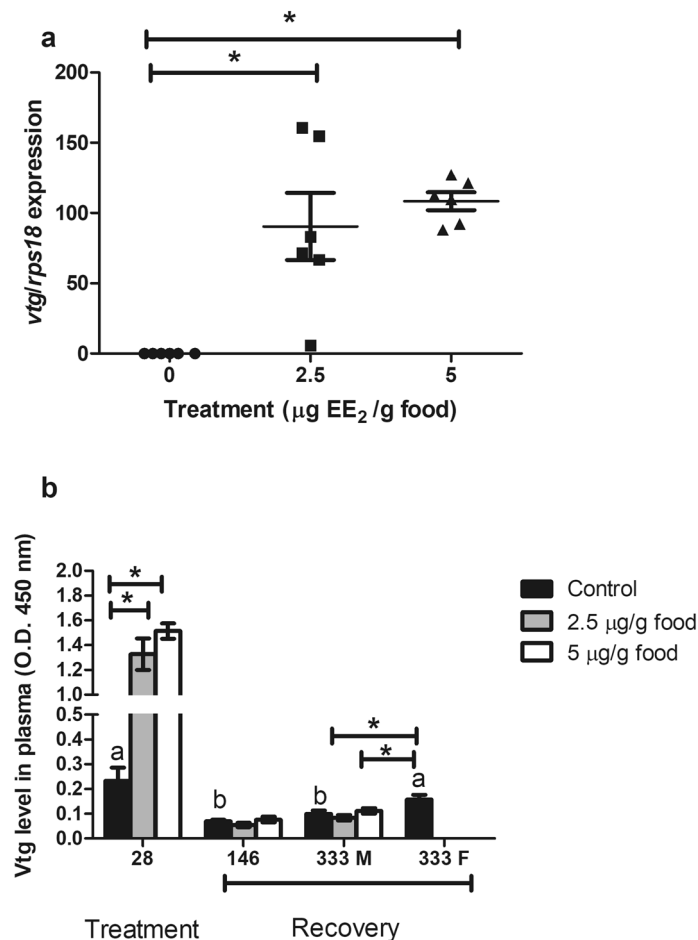 a
*
*
200
150
100
50
0
vtg/rps18 expression
0 2.5 5
Treatment (μg EE2 /g food)
b
Vtg level in plasma (O.D. 450 nm)
2.0
1.8
1.6
1.4
1.2
1.0
0.5
0.4
0.3
0.2
0.1
0.0
*
*
a
b
b
*
*
a
28 146 333 M 333 F
Treatment Recovery
Control
2.5 μg/g food
5 μg/g food